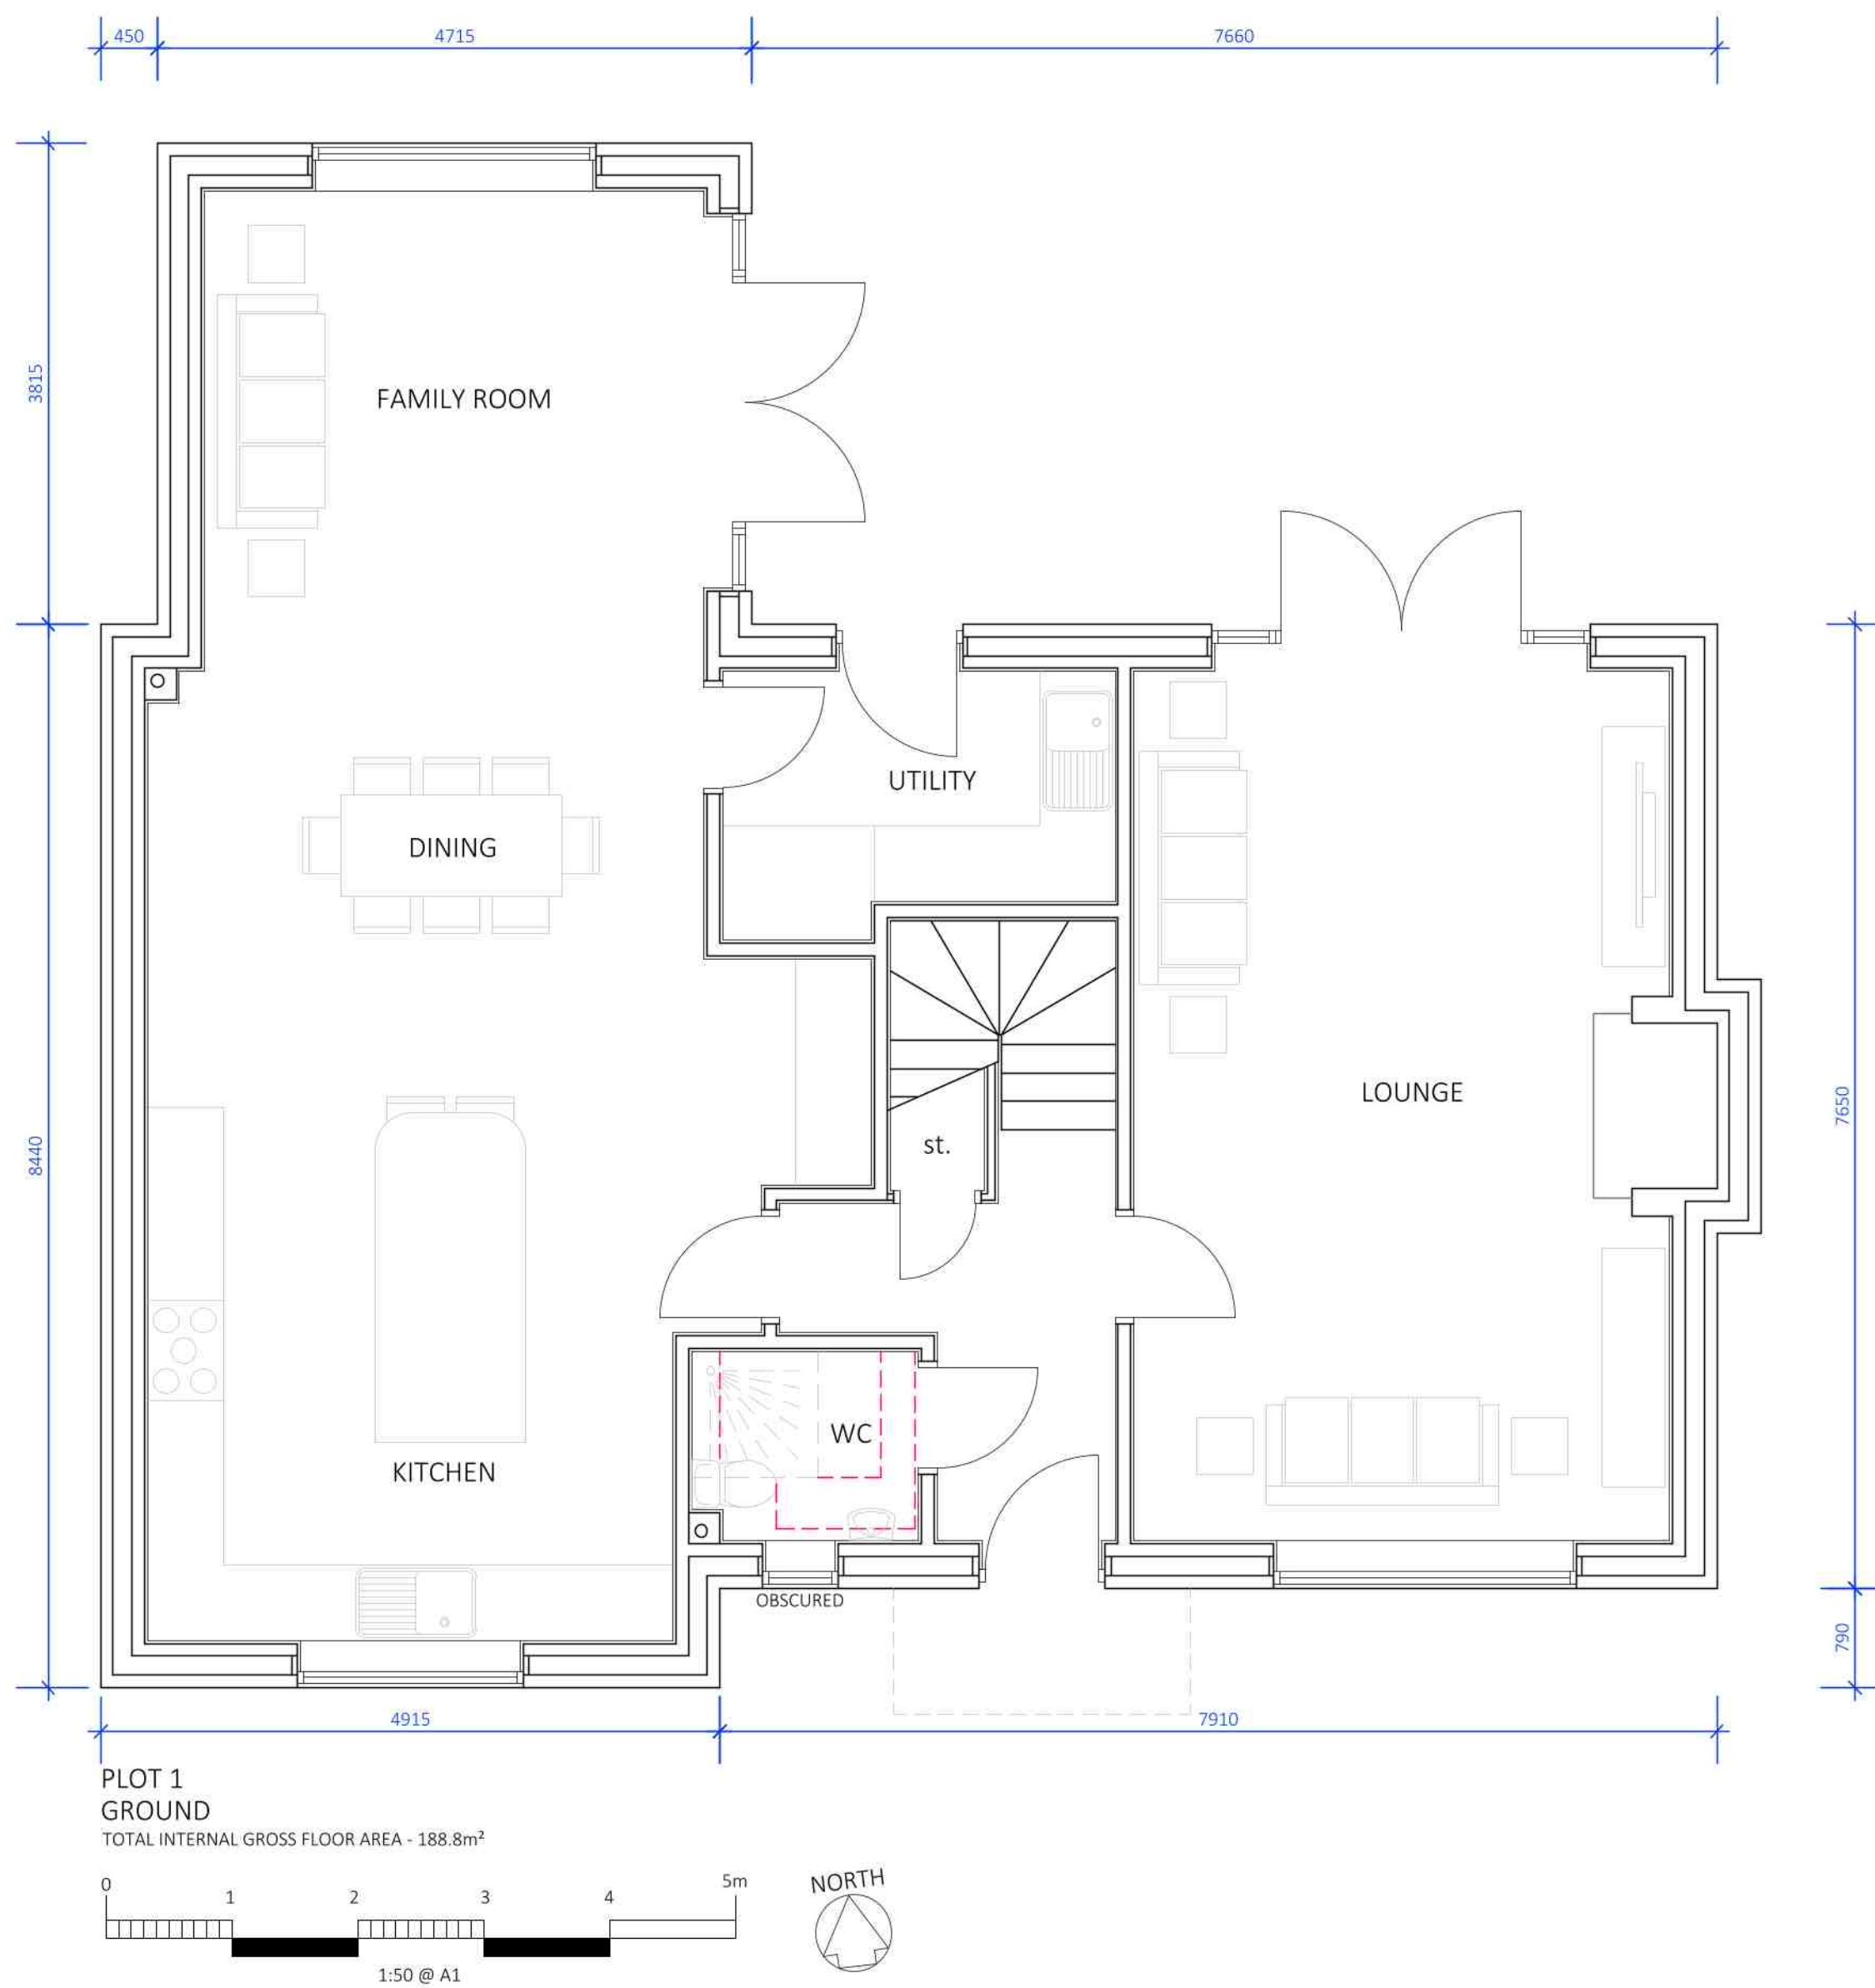 450
4715
7660
3815
FAMILY ROOM
UTILITY
DINING
LOUNGE
8440
7650
st.
WC
KITCHEN
OBSCURED
790
4915
7910
PLOT 1
GROUND
TOTAL INTERNAL GROSS FLOOR AREA - 188.8m²
0
1
2
3
4
5m
1:50 @ A1
NORTH